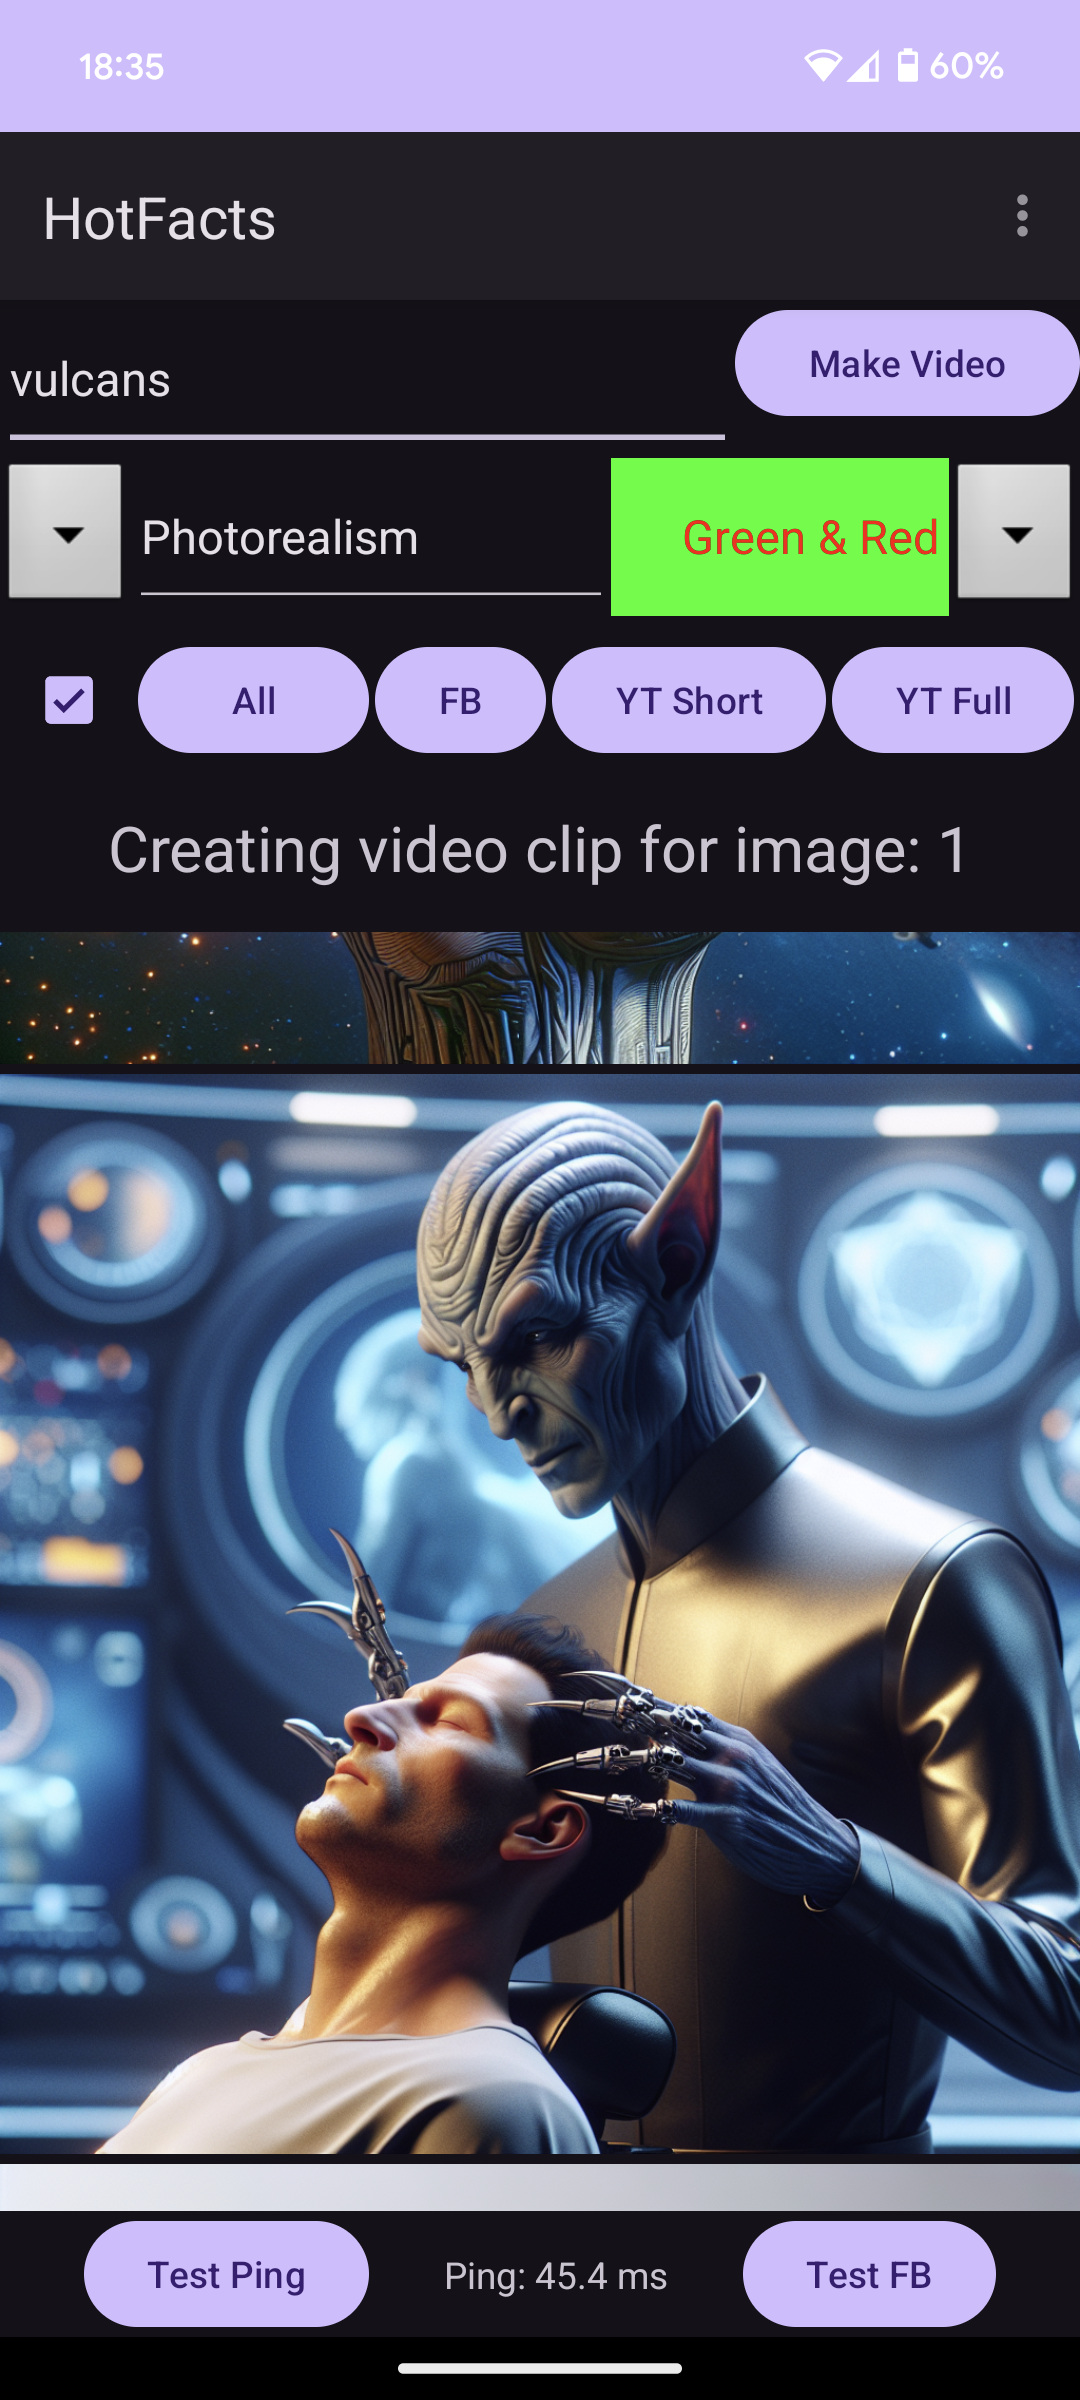 18:35
60%
HotFacts
vulcans
Make Video
Photorealism
Green & Red
All
FB
YT Short
YT Full
Creating video clip for image: 1
Test Ping
Ping: 45.4 ms
Test FB